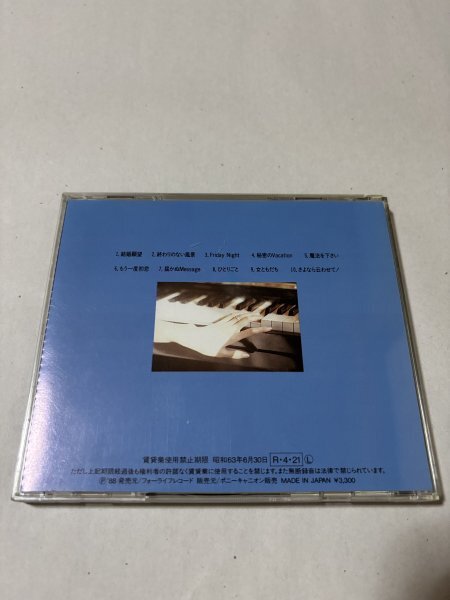 1. 結婚願望 2. 終わりのない風景 3. Friday Night 4. 秘密のVacation 5. 魔法を下さい
6. もう一度初恋 7. 届かぬMessage 8. ひとりごと 9. 女ともだち 10. さよなら云わせて!
賃貸業使用禁止期限 昭和63年6月30日 R・4・21 L
ただし上記期限経過後も権利者の許諾なく賃貸業に使用することを禁じます。また無断録音は法律で禁じられています。
Ⓟ '88 発売元/フォーライフレコード 販売元/ポニーキャニオン販売 MADE IN JAPAN ¥3,300